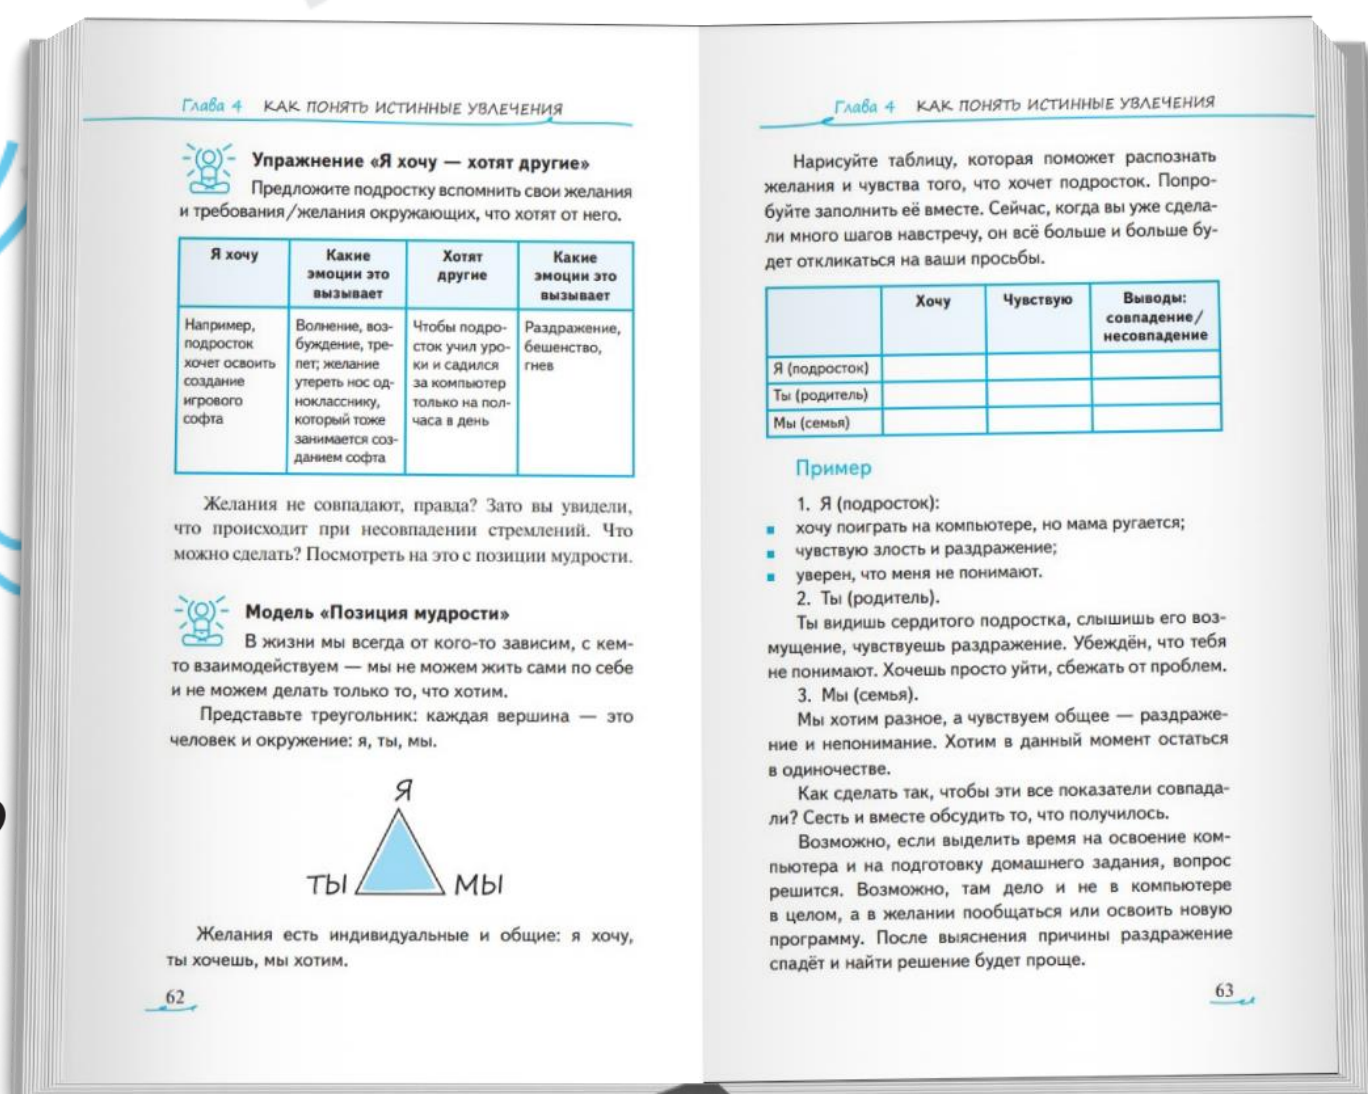 Глава 4 КАК ПОНЯТЬ ИСТИННЫЕ УВЛЕЧЕНИЯ
Упражнение «Я хочу — хотят другие»
Предложите подростку вспомнить свои желания
и требования/желания окружающих, что хотят от него.
Я хочу
Какие
эмоции это
вызывает
Хотят
другие
Какие
эмоции это
вызывает
Например,
подросток
хочет освоить
создание
игрового
софта
Волнение, воз-
буждение, тре-
пет; желание
утереть нос од-
нокласснику,
который тоже
занимается соз-
данием софта
Чтобы подро-
сток учил уро-
ки и садился
за компьютер
только на пол-
часа в день
Раздражение,
бешенство,
гнев
Желания не совпадают, правда? Зато вы увидели,
что происходит при несовпадении стремлений. Что
можно сделать? Посмотреть на это с позиции мудрости.
Модель «Позиция мудрости»
В жизни мы всегда от кого-то зависим, с кем-
то взаимодействуем — мы не можем жить сами по себе
и не можем делать только то, что хотим.
Представьте треугольник: каждая вершина — это
человек и окружение: я, ты, мы.
Я
ТЫ МЫ
Желания есть индивидуальные и общие: я хочу,
ты хочешь, мы хотим.
62
Глава 4 КАК ПОНЯТЬ ИСТИННЫЕ УВЛЕЧЕНИЯ
Нарисуйте таблицу, которая поможет распознать
желания и чувства того, что хочет подросток. Попро-
буйте заполнить её вместе. Сейчас, когда вы уже сдела-
ли много шагов навстречу, он всё больше и больше бу-
дет откликаться на ваши просьбы.
Хочу
Чувствую
Выводы:
совпадение/
несовпадение
Я (подросток)
Ты (родитель)
Мы (семья)
Пример
1. Я (подросток):
хочу поиграть на компьютере, но мама ругается;
чувствую злость и раздражение;
уверен, что меня не понимают.
2. Ты (родитель).
Ты видишь сердитого подростка, слышишь его воз-
мущение, чувствуешь раздражение. Убеждён, что тебя
не понимают. Хочешь просто уйти, сбежать от проблем.
3. Мы (семья).
Мы хотим разное, а чувствуем общее — раздраже-
ние и непонимание. Хотим в данный момент остаться
в одиночестве.
Как сделать так, чтобы эти все показатели совпада-
ли? Сесть и вместе обсудить то, что получилось.
Возможно, если выделить время на освоение ком-
пьютера и на подготовку домашнего задания, вопрос
решится. Возможно, там дело и не в компьютере
в целом, а в желании пообщаться или освоить новую
программу. После выяснения причины раздражение
спадёт и найти решение будет проще.
63